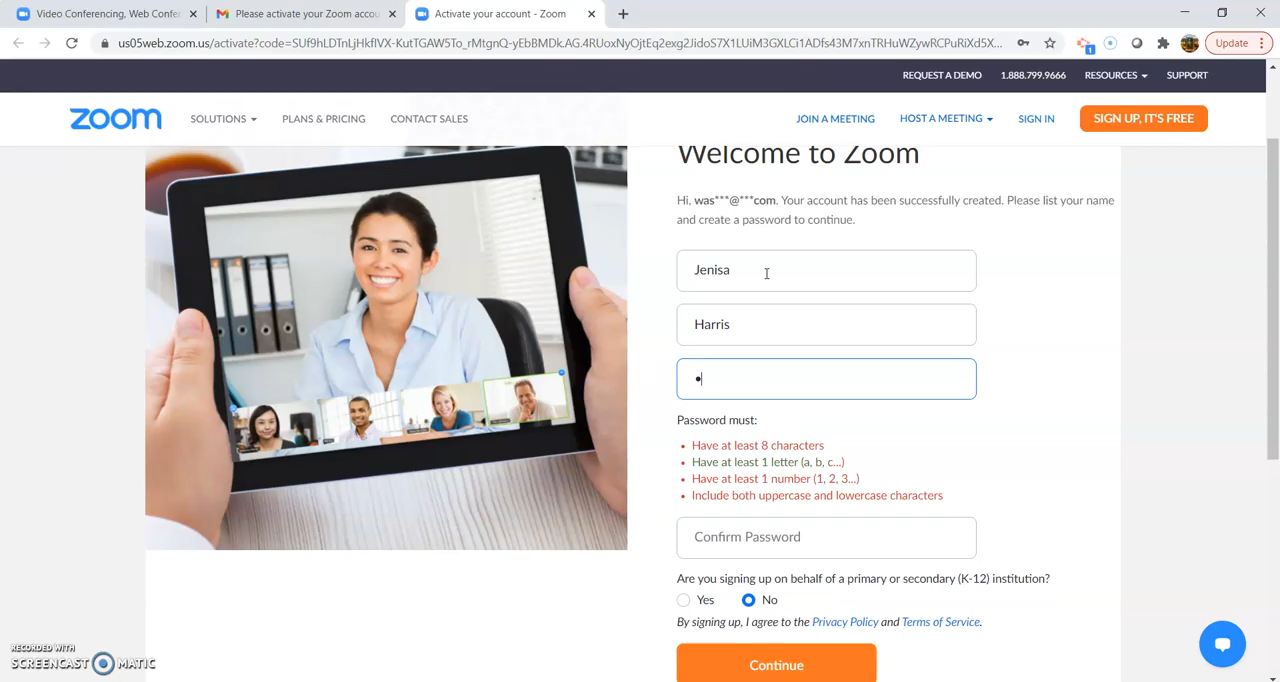 Video Conferencing, Web Confer
Please activate your Zoom accou
Activate your account - Zoom
us05web.zoom.us/activate?code=
Update
1
REQUEST A DEMO
1.888.799.9666
RESOURCES
SUPPORT
zoom
SOLUTIONS
PLANS & PRICING
CONTACT SALES
JOIN A MEETING
HOST A MEETING
SIGN IN
SIGN UP, IT'S FREE
Welcome to Zoom
Hi, was***@***com. Your account has been successfully created. Please list your name
and create a password to continue.
Jenisa
Harris
Password must:
• Have at least 8 characters
• Have at least 1 letter (a, b, c...)
• Have at least 1 number (1, 2, 3...)
• Include both uppercase and lowercase characters
Confirm Password
Are you signing up on behalf of a primary or secondary (K-12) institution?
Yes
No
By signing up, I agree to the Privacy Policy and Terms of Service.
Continue
RECORDED WITH
SCREENCAST MATIC